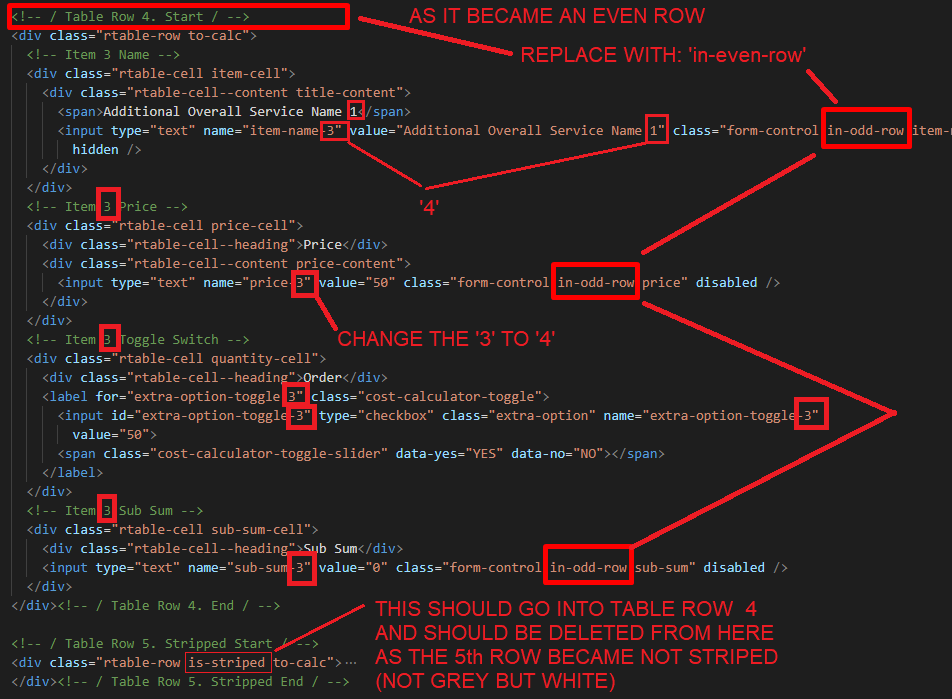 <!-- / Table Row 4. Start / --> AS IT BECAME AN EVEN ROW
<div class="rtable-row to-calc">
<!-- Item 3 Name --> REPLACE WITH: 'in-even-row'
<div class="rtable-cell item-cell">
<div class="rtable-cell--content title-content">
<span>Additional Overall Service Name 1</span>
<input type="text" name="item-name-3" value="Additional Overall Service Name 1" class="form-control in-odd-row item-
hidden />
</div>
</div>
'4'
<!-- Item 3 Price -->
<div class="rtable-cell price-cell">
<div class="rtable-cell--heading">Price</div>
<div class="rtable-cell--content price-content">
<input type="text" name="price-3" value="50" class="form-control in-odd-row price" disabled />
</div>
</div>
<!-- Item 3 Toggle Switch --> CHANGE THE '3' TO '4'
<div class="rtable-cell quantity-cell">
<div class="rtable-cell--heading">Order</div>
<label for="extra-option-toggle-3" class="cost-calculator-toggle">
<input id="extra-option-toggle-3" type="checkbox" class="extra-option" name="extra-option-toggle-3"
value="50">
<span class="cost-calculator-toggle-slider" data-yes="YES" data-no="NO"></span>
</label>
</div>
<!-- Item 3 Sub Sum -->
<div class="rtable-cell sub-sum-cell">
<div class="rtable-cell--heading">Sub Sum</div>
<input type="text" name="sub-sum-3" value="0" class="form-control in-odd-row sub-sum" disabled />
</div>
</div><!-- / Table Row 4. End / -->
THIS SHOULD GO INTO TABLE ROW 4
AND SHOULD BE DELETED FROM HERE
AS THE 5th ROW BECAME NOT STRIPED
(NOT GREY BUT WHITE)
<!-- / Table Row 5. Stripped Start / -->
<div class="rtable-row is-striped to-calc">…
</div><!-- / Table Row 5. Stripped End / -->